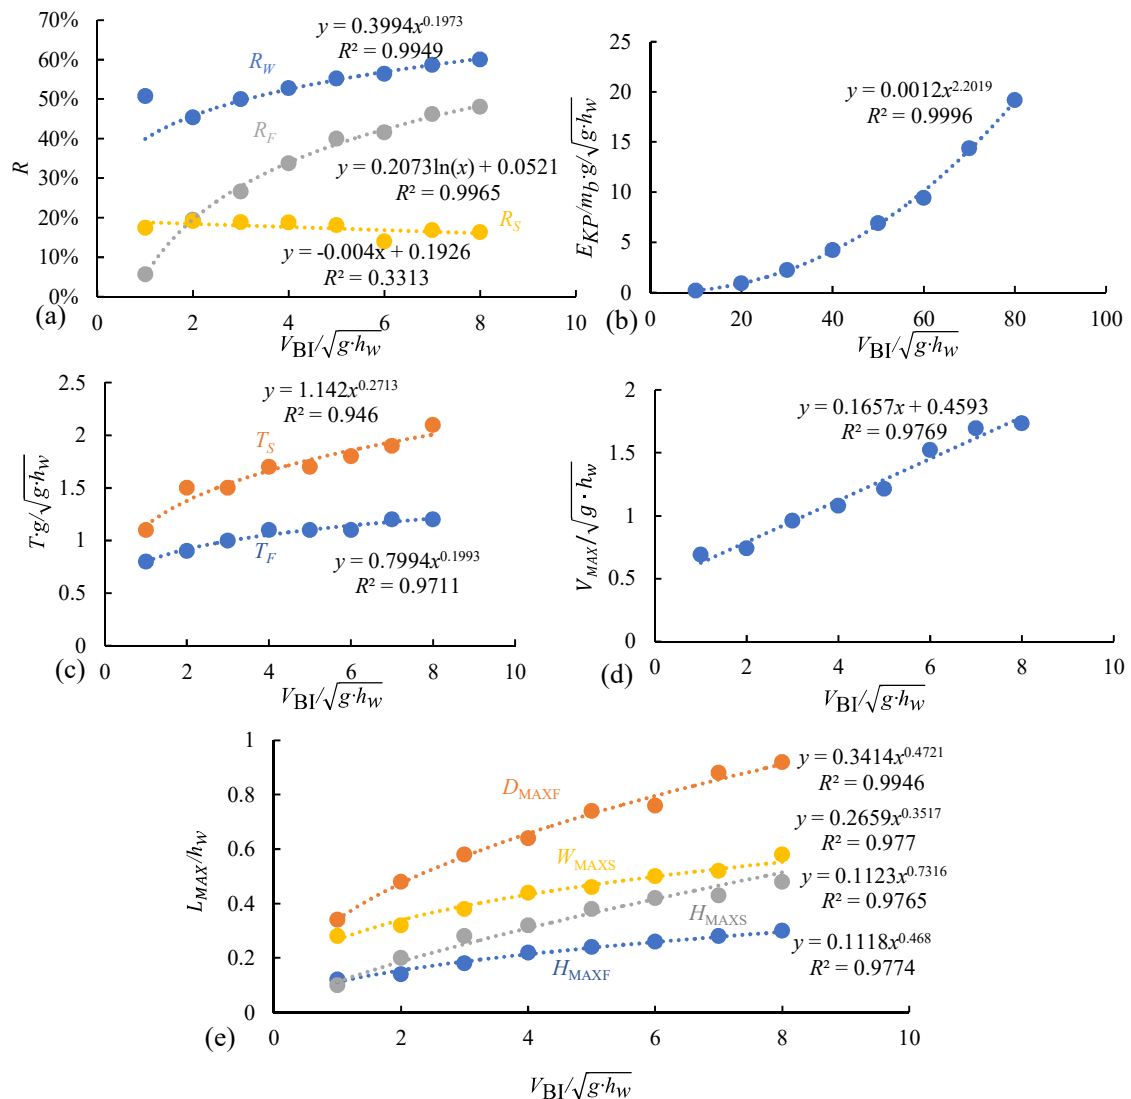 70%
60%
50%
40%
30%
20%
10%
0%
R
y = 0.3994x^0.1973
R² = 0.9949
R_W
R_F
y = 0.2073ln(x) + 0.0521
R² = 0.9965
R_S
y = -0.004x + 0.1926
R² = 0.3313
(a)
0 2 4 6 8 10
V_BI/√g·h_w
25
20
15
10
5
0
E_KP/m_b·g/√g·h_w
y = 0.0012x^2.2019
R² = 0.9996
(b)
0 20 40 60 80 100
V_BI/√g·h_w
2.5
2
1.5
1
0.5
0
T·g/√g·h_w
y = 1.142x^0.2713
R² = 0.946
T_S
T_F
y = 0.7994x^0.1993
R² = 0.9711
(c)
0 2 4 6 8 10
V_BI/√g·h_w
2
1.5
1
0.5
0
V_MAX/√g·h_w
y = 0.1657x + 0.4593
R² = 0.9769
(d)
0 2 4 6 8 10
V_BI/√g·h_w
1
0.8
0.6
0.4
0.2
0
L_MAX/h_w
y = 0.3414x^0.4721
R² = 0.9946
D_MAXF
y = 0.2659x^0.3517
R² = 0.977
W_MAXS
y = 0.1123x^0.7316
R² = 0.9765
H_MAXS
y = 0.1118x^0.468
R² = 0.9774
H_MAXF
(e)
0 2 4 6 8 10
V_BI/√g·h_w